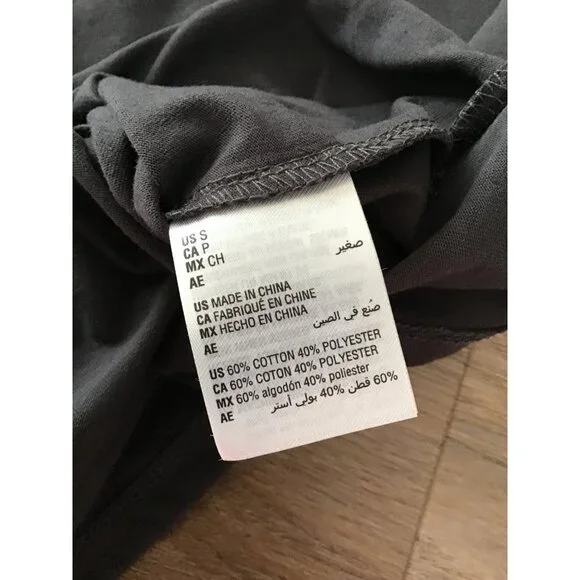 US S
CA P
MX CH
AE صغير
US MADE IN CHINA
CA FABRIQUÉ EN CHINE
MX HECHO EN CHINA
AE صُنع في الصين
US 60% COTTON 40% POLYESTER
CA 60% COTON 40% POLYESTER
MX 60% algodón 40% poliester
AE 60% قطن 40% بولي أستر